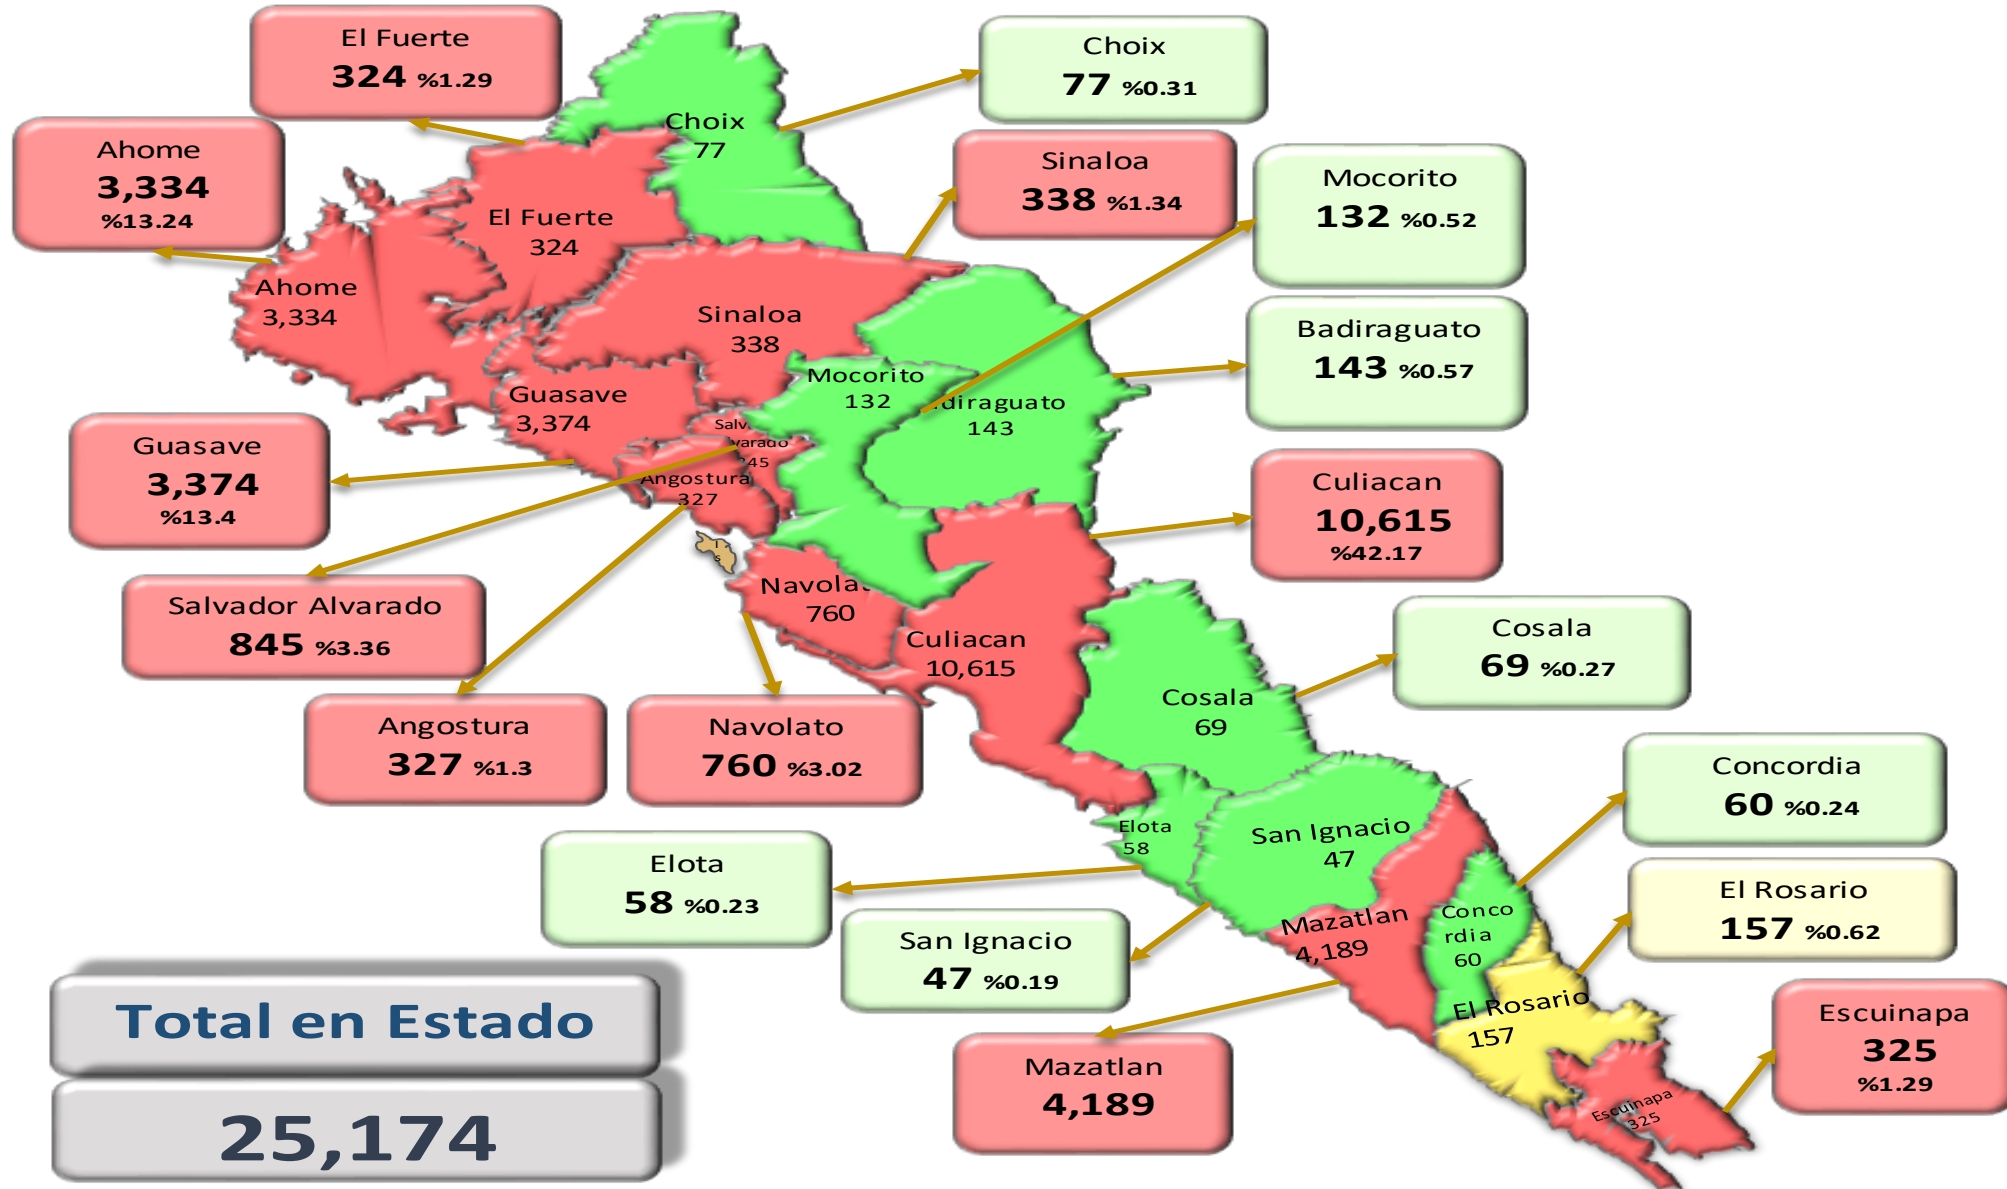 El Fuerte
324 %1.29
Choix
77 %0.31
Ahome
3,334
%13.24
Sinaloa
338 %1.34
Mocorito
132 %0.52
Badiraguato
143 %0.57
Guasave
3,374
%13.4
Culiacan
10,615
%42.17
Salvador Alvarado
845 %3.36
Cosala
69 %0.27
Angostura
327 %1.3
Navolato
760 %3.02
Concordia
60 %0.24
Elota
58 %0.23
El Rosario
157 %0.62
San Ignacio
47 %0.19
Mazatlan
4,189
Escuinapa
325
%1.29
Choix
77
El Fuerte
324
Ahome
3,334
Sinaloa
338
Mocorito
132
diraguato
143
Guasave
3,374
Salv
varado
845
Angostura
327
Navolat
760
Culiacan
10,615
Cosala
69
Elota
58
San Ignacio
47
Mazatlan
4,189
Conco
rdia
60
El Rosario
157
Escuinapa
325
Total en Estado
25,174